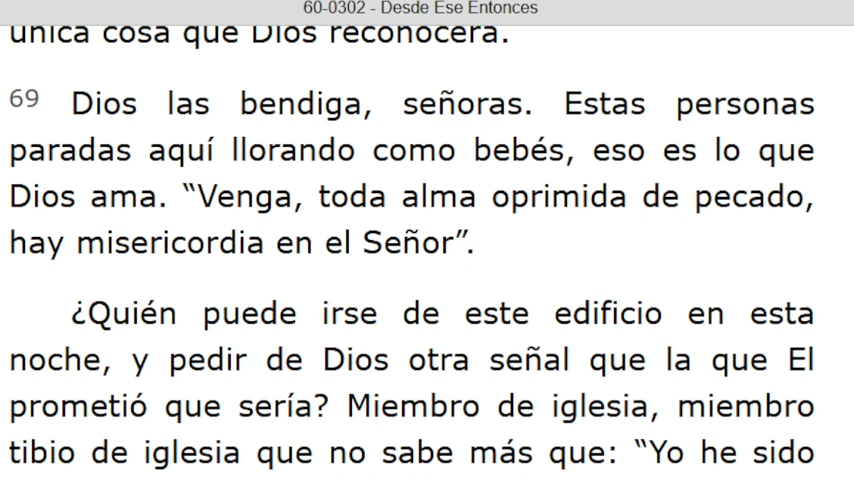 60-0302 - Desde Ese Entonces
única cosa que Dios reconocerá.
69 Dios las bendiga, señoras. Estas personas
paradas aquí llorando como bebés, eso es lo que
Dios ama. “Venga, toda alma oprimida de pecado,
hay misericordia en el Señor”.
¿Quién puede irse de este edificio en esta
noche, y pedir de Dios otra señal que la que El
prometió que sería? Miembro de iglesia, miembro
tibio de iglesia que no sabe más que: “Yo he sido